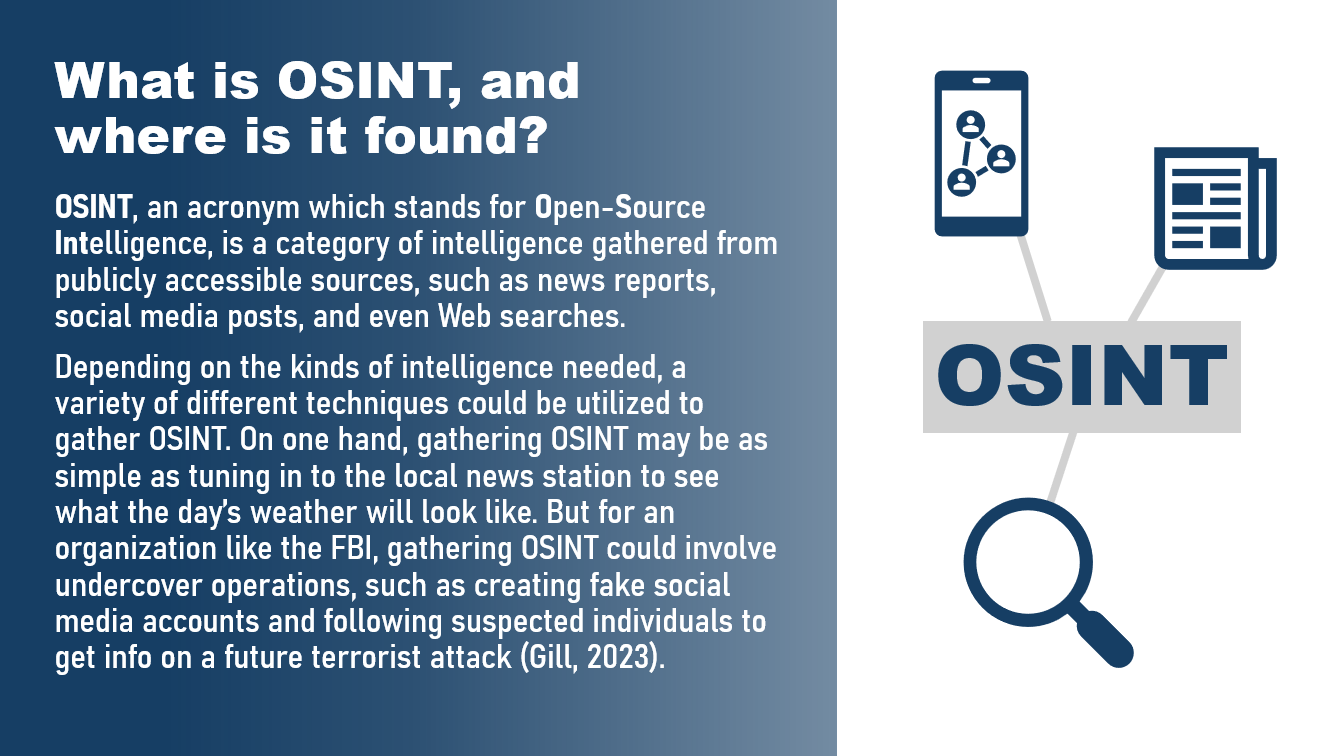 What is OSINT, and
where is it found?
OSINT, an acronym which stands for Open-Source
Intelligence, is a category of intelligence gathered from
publicly accessible sources, such as news reports,
social media posts, and even Web searches.
Depending on the kinds of intelligence needed, a
variety of different techniques could be utilized to
gather OSINT. On one hand, gathering OSINT may be as
simple as tuning in to the local news station to see
what the day’s weather will look like. But for an
organization like the FBI, gathering OSINT could involve
undercover operations, such as creating fake social
media accounts and following suspected individuals to
get info on a future terrorist attack (Gill, 2023).
OSINT